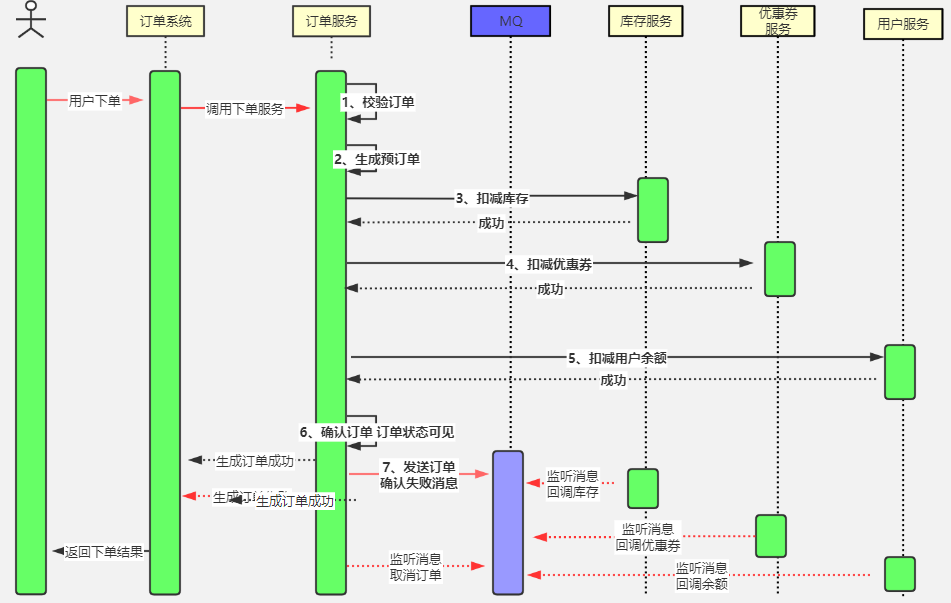 订单系统
订单服务
MQ
库存服务
优惠券
服务
用户服务
用户下单
调用下单服务
1、校验订单
2、生成预订单
3、扣减库存
成功
4、扣减优惠券
成功
5、扣减用户余额
成功
6、确认订单 订单状态可见
生成订单成功
7、发送订单
确认失败消息
监听消息
回调库存
生成订
生成订单成功
监听消息
回调优惠券
返回下单结果
监听消息
取消订单
监听消息
回调余额